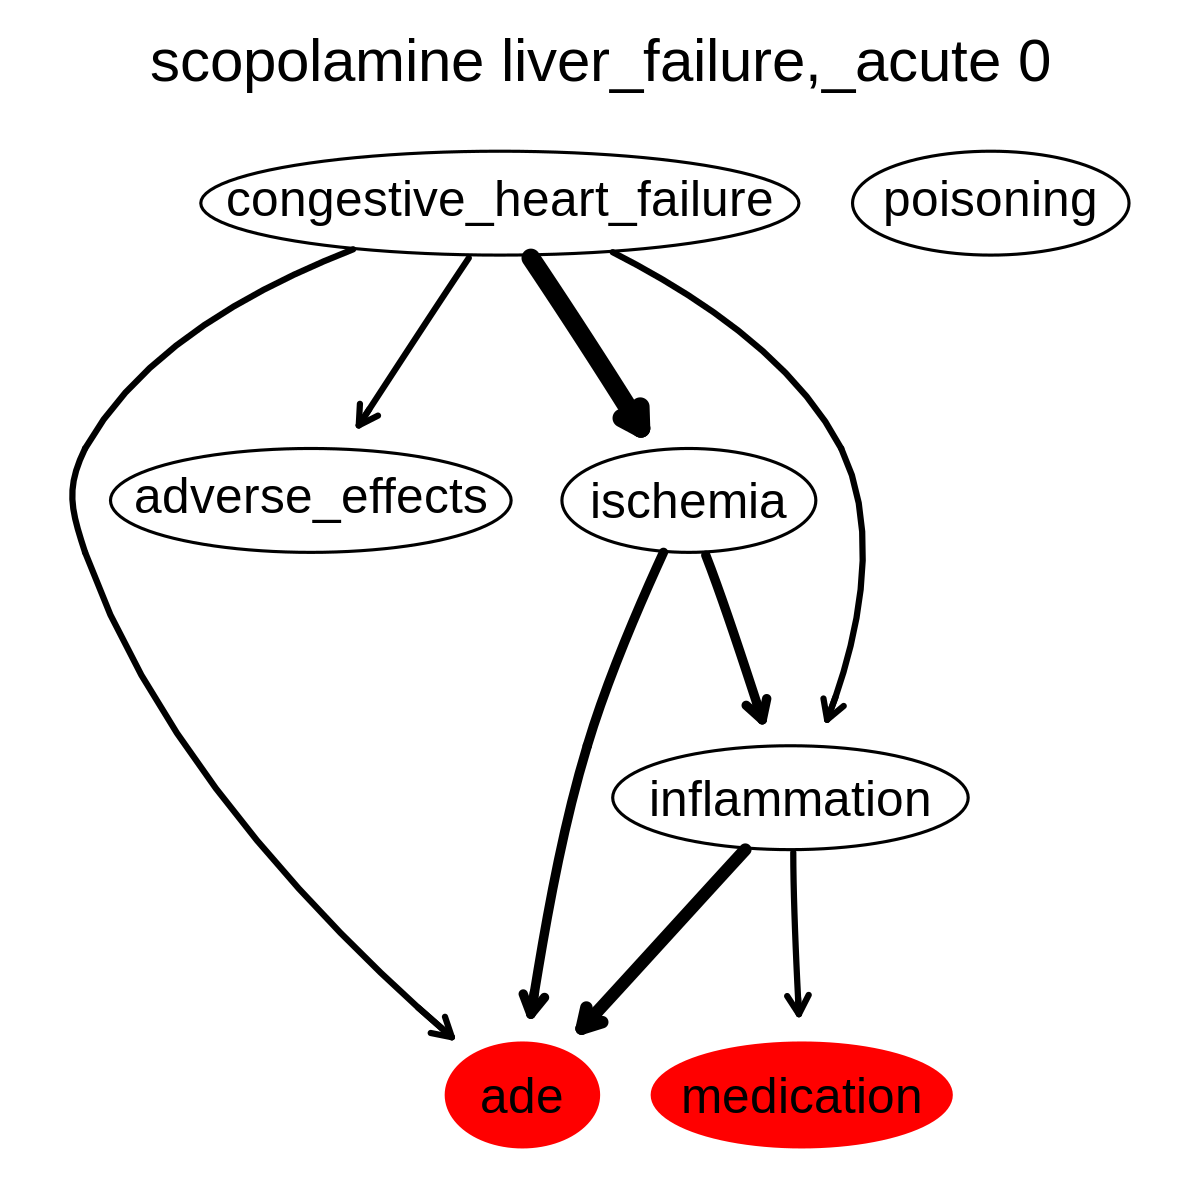 scopolamine liver_failure,_acute 0
congestive_heart_failure
poisoning
adverse_effects
ischemia
inflammation
ade
medication